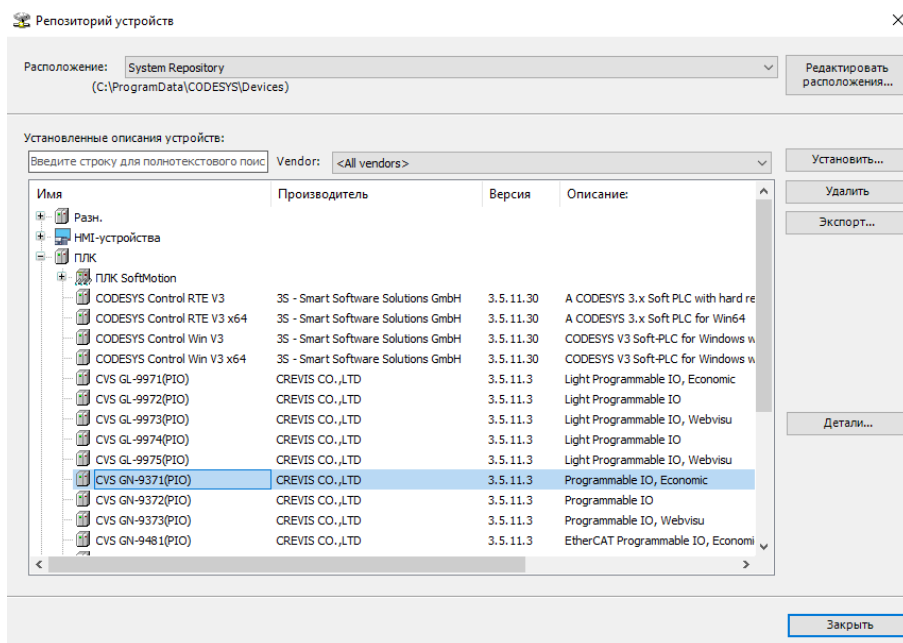 Репозиторий устройств
Расположение: System Repository Редактировать расположения...
(C:\ProgramData\CODESYS\Devices)
Установленные описания устройств:
Введите строку для полнотекстового поис Vendor: <All vendors> Установить...
Имя Производитель Версия Описание: Удалить
Разн. Экспорт...
HMI-устройства
ПЛК
ПЛК SoftMotion
CODESYS Control RTE V3 3S - Smart Software Solutions GmbH 3.5.11.30 A CODESYS 3.x Soft PLC with hard re
CODESYS Control RTE V3 x64 3S - Smart Software Solutions GmbH 3.5.11.30 A CODESYS 3.x Soft PLC for Win64
CODESYS Control Win V3 3S - Smart Software Solutions GmbH 3.5.11.30 CODESYS V3 Soft-PLC for Windows w
CODESYS Control Win V3 x64 3S - Smart Software Solutions GmbH 3.5.11.30 CODESYS V3 Soft-PLC for Windows w
CVS GL-9971(PIO) CREVIS CO.,LTD 3.5.11.3 Light Programmable IO, Economic
CVS GL-9972(PIO) CREVIS CO.,LTD 3.5.11.3 Light Programmable IO
CVS GL-9973(PIO) CREVIS CO.,LTD 3.5.11.3 Light Programmable IO, Webvisu
CVS GL-9974(PIO) CREVIS CO.,LTD 3.5.11.3 Light Programmable IO Детали...
CVS GL-9975(PIO) CREVIS CO.,LTD 3.5.11.3 Light Programmable IO, Webvisu
CVS GN-9371(PIO) CREVIS CO.,LTD 3.5.11.3 Programmable IO, Economic
CVS GN-9372(PIO) CREVIS CO.,LTD 3.5.11.3 Programmable IO
CVS GN-9373(PIO) CREVIS CO.,LTD 3.5.11.3 Programmable IO, Webvisu
CVS GN-9481(PIO) CREVIS CO.,LTD 3.5.11.3 EtherCAT Programmable IO, Economi
Закрыть